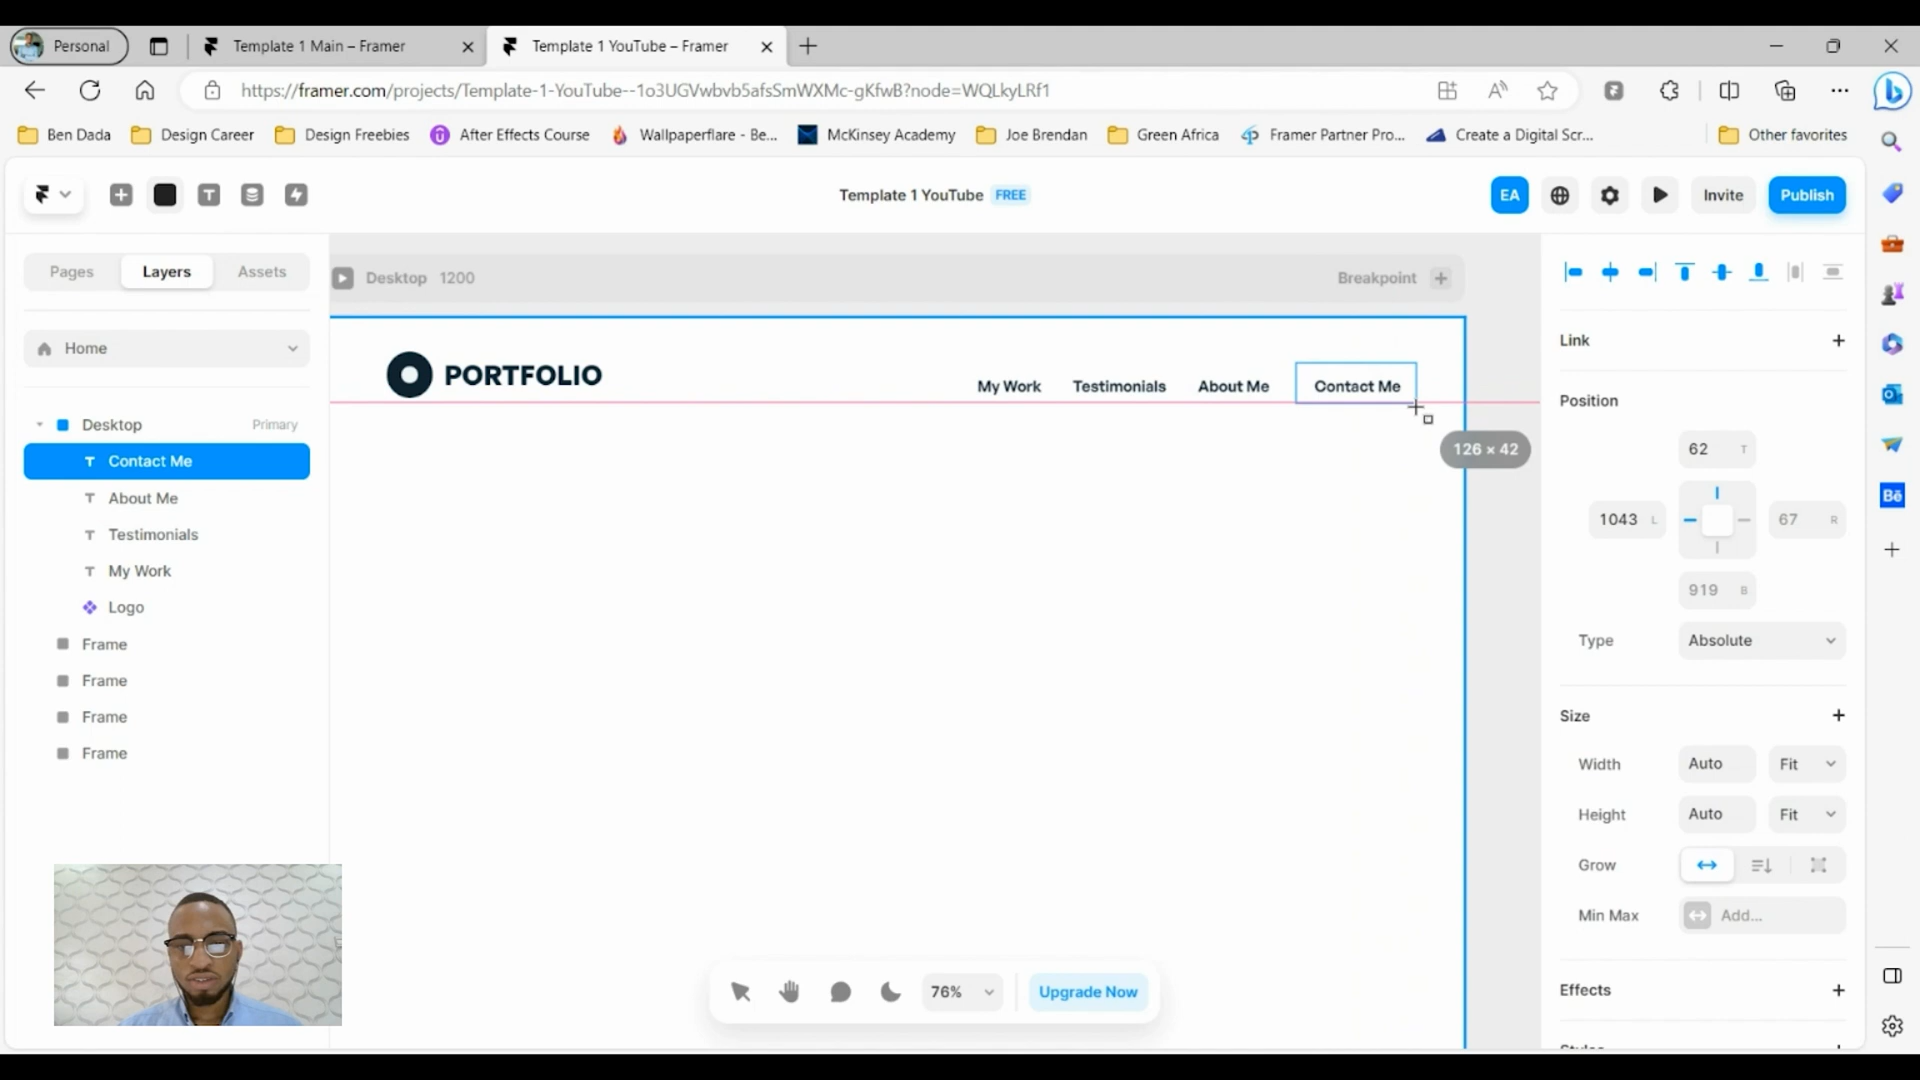 Personal
Template 1 Main – Framer
Template 1 YouTube – Framer
https://framer.com/projects/Template-1-YouTube--1o3UGVwbvb5afsSmWXMc-gKfwB?node=WQLkyLRf1
Ben Dada
Design Career
Design Freebies
After Effects Course
Wallpaperflare - Be...
McKinsey Academy
Joe Brendan
Green Africa
Framer Partner Pro...
Create a Digital Scr...
Other favorites
T
Template 1 YouTube FREE
EA
Invite
Publish
Pages
Layers
Assets
Home
Desktop Primary
T Contact Me
T About Me
T Testimonials
T My Work
Logo
Frame
Frame
Frame
Frame
Desktop 1200
Breakpoint
PORTFOLIO
My Work
Testimonials
About Me
Contact Me
126 × 42
76%
Upgrade Now
Link
Position
62 T
1043 L
67 R
919 B
Type Absolute
Size
Width Auto Fit
Height Auto Fit
Grow
Min Max Add...
Effects
Bē